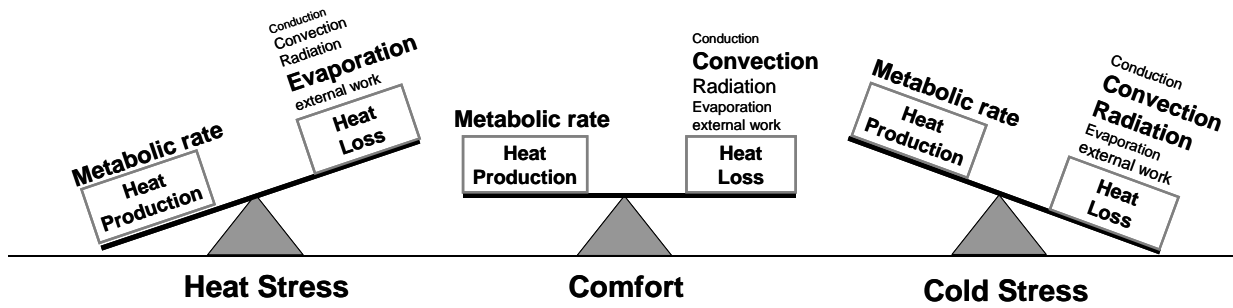 Conduction
Convection
Radiation
Evaporation
external work
Heat
Loss
Metabolic rate
Heat
Production
Heat Stress
Conduction
Convection
Radiation
Evaporation
external work
Heat
Loss
Metabolic rate
Heat
Production
Comfort
Metabolic rate
Heat
Production
Conduction
Convection
Radiation
Evaporation
external work
Heat
Loss
Cold Stress